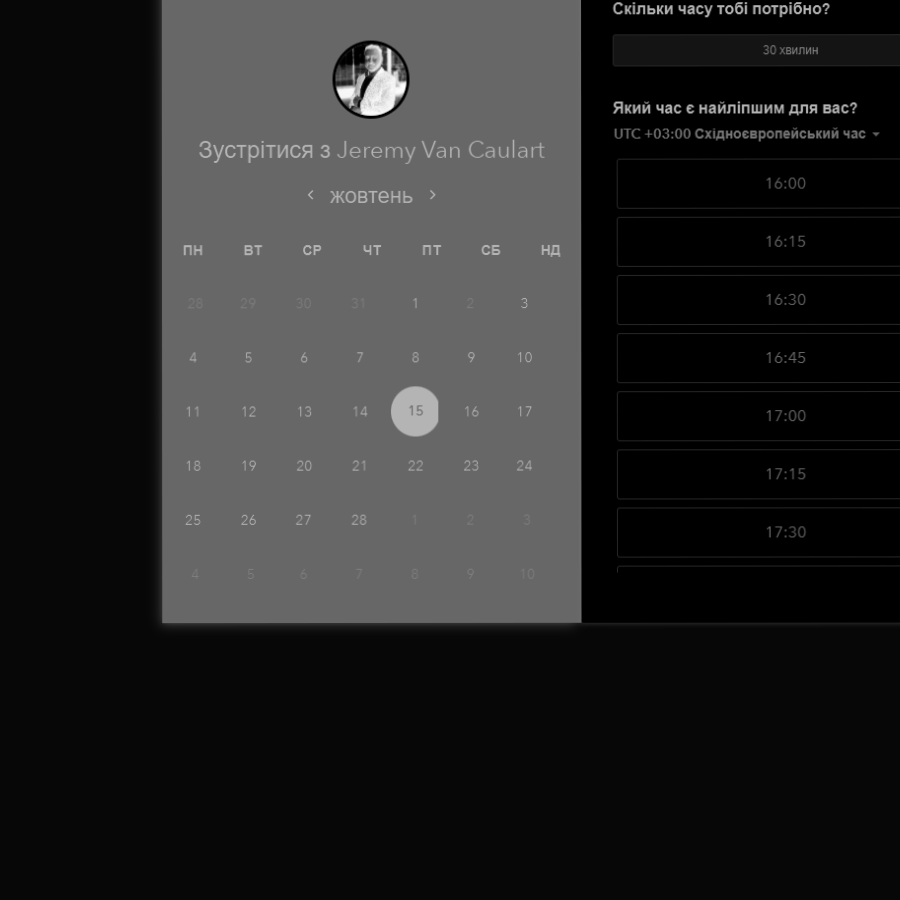 Скільки часу тобі потрібно?
30 хвилин
Зустрітися з Jeremy Van Caulart
жовтень
ПН ВТ СР ЧТ ПТ СБ НД
28 29 30 31 1 2 3
4 5 6 7 8 9 10
11 12 13 14 15 16 17
18 19 20 21 22 23 24
25 26 27 28 1 2 3
4 5 6 7 8 9 10
Який час є найліпшим для вас?
UTC +03:00 Східноєвропейський час
16:00
16:15
16:30
16:45
17:00
17:15
17:30